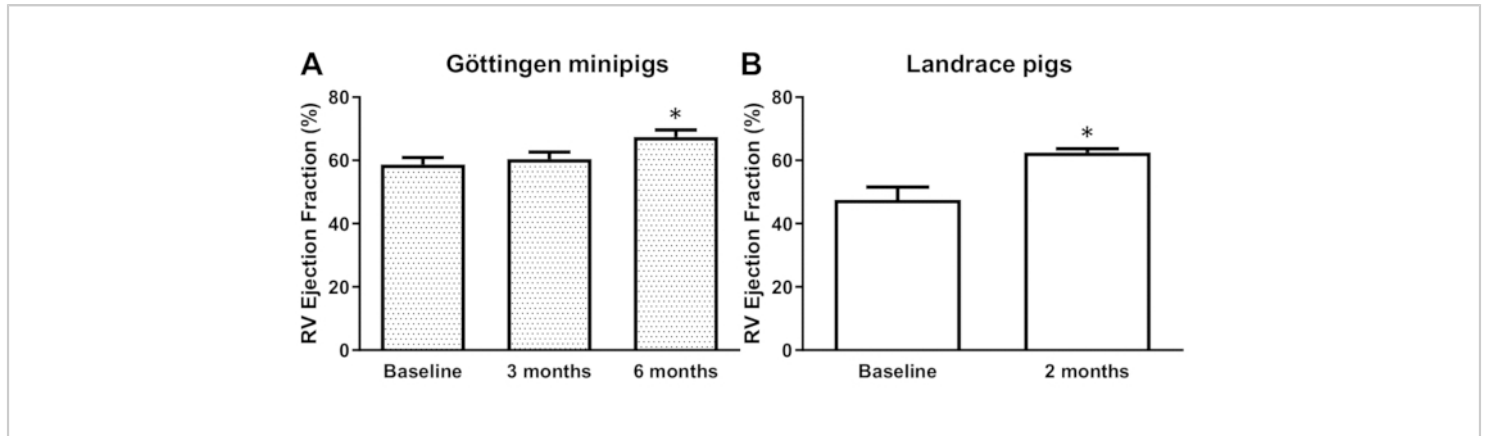 A
Göttingen minipigs
RV Ejection Fraction (%)
80
60
40
20
0
*
Baseline
3 months
6 months
B
Landrace pigs
RV Ejection Fraction (%)
80
60
40
20
0
*
Baseline
2 months